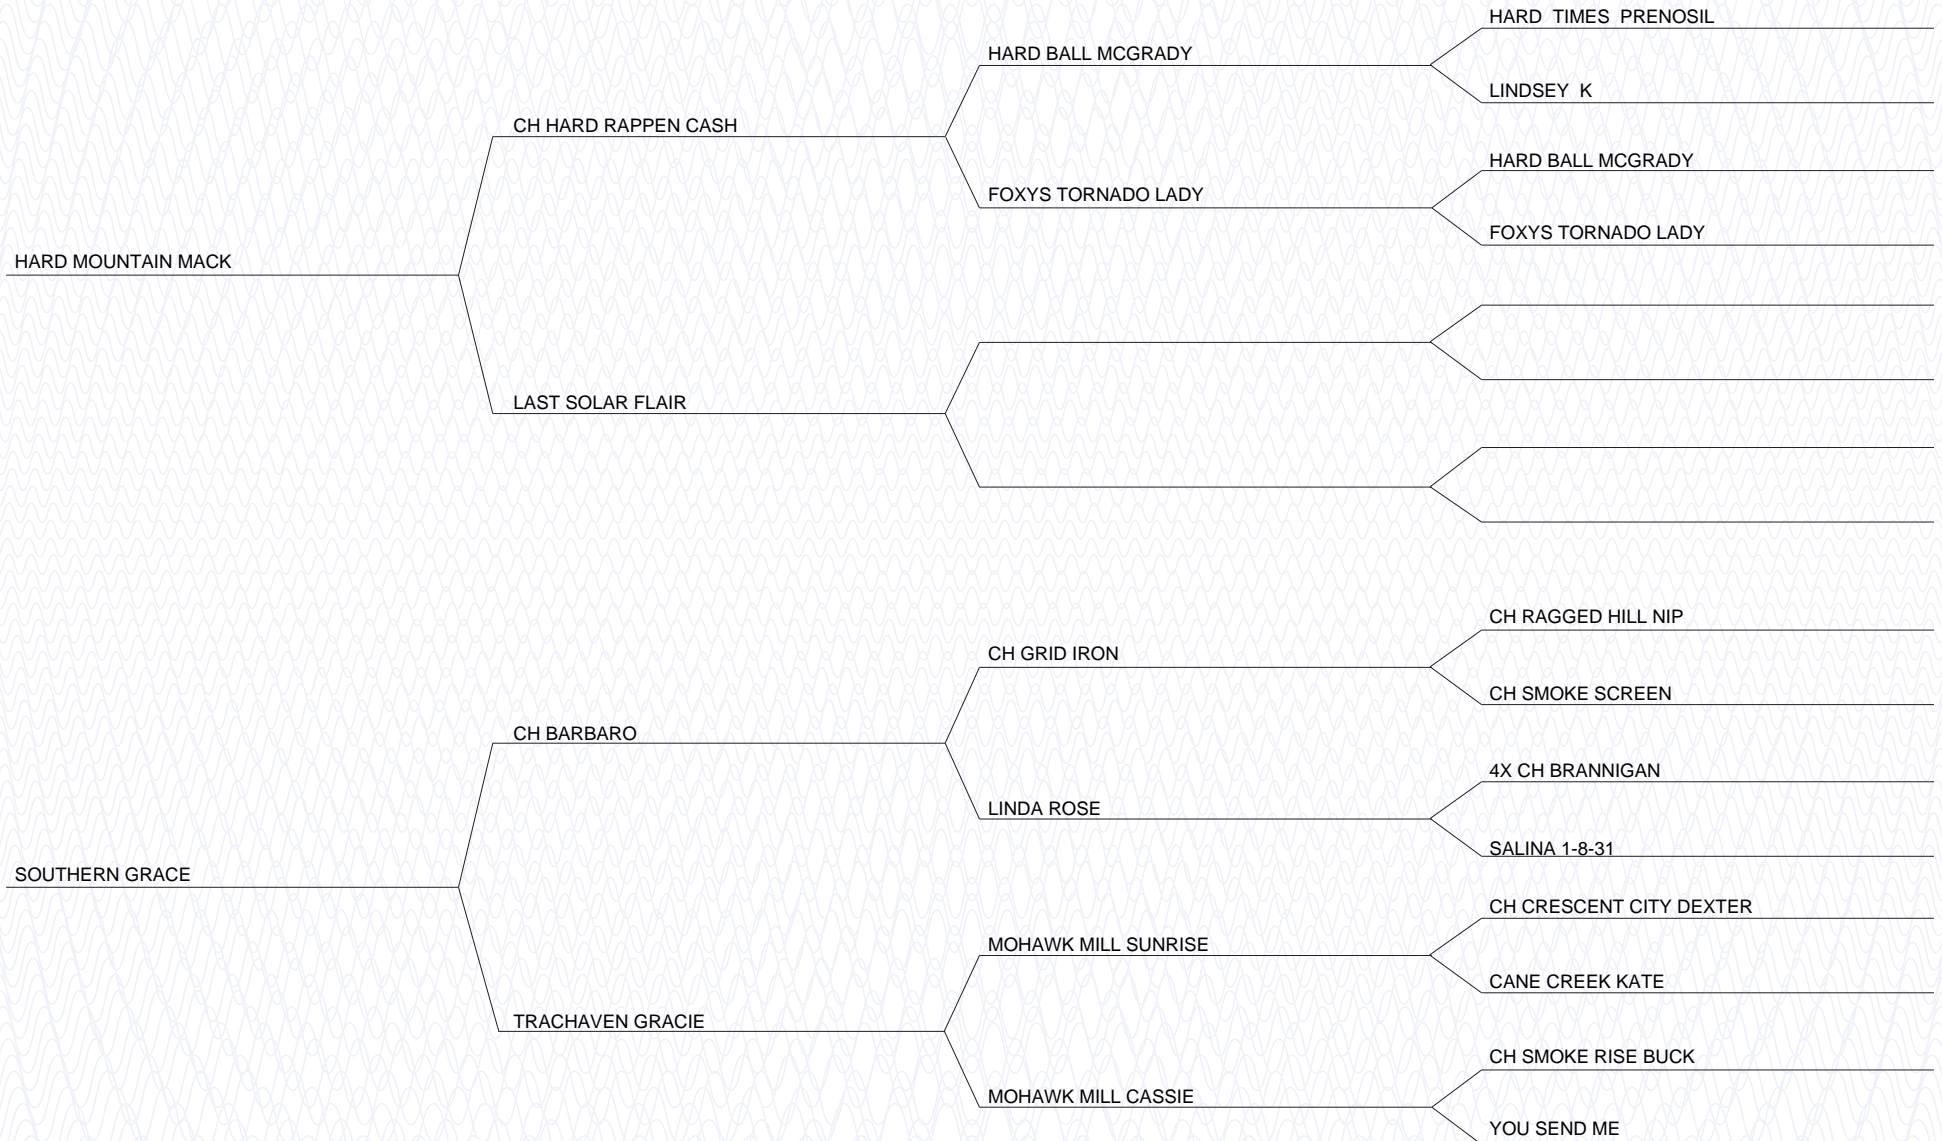 HARD TIMES PRENOSIL
HARD BALL MCGRADY
LINDSEY K
CH HARD RAPPEN CASH
HARD BALL MCGRADY
FOXYS TORNADO LADY
FOXYS TORNADO LADY
HARD MOUNTAIN MACK
LAST SOLAR FLAIR
CH RAGGED HILL NIP
CH GRID IRON
CH SMOKE SCREEN
CH BARBARO
4X CH BRANNIGAN
LINDA ROSE
SALINA 1-8-31
SOUTHERN GRACE
CH CRESCENT CITY DEXTER
MOHAWK MILL SUNRISE
CANE CREEK KATE
TRACHAVEN GRACIE
CH SMOKE RISE BUCK
MOHAWK MILL CASSIE
YOU SEND ME